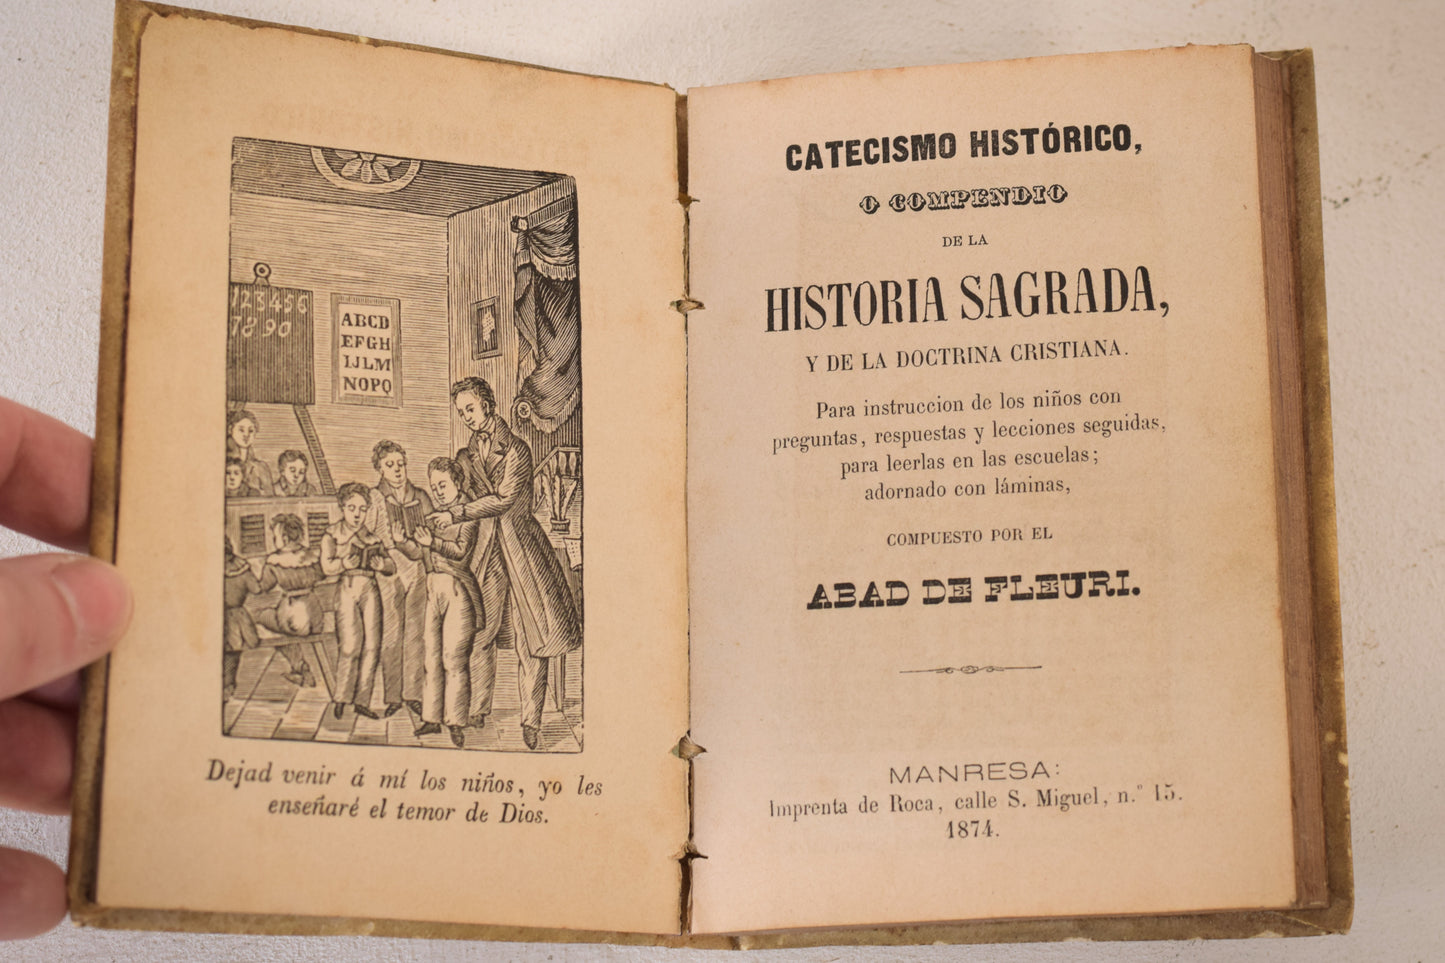 123456
1890
ABCD
EFGH
IJLM
NOPQ
Dejad venir á mí los niños, yo les
enseñaré el temor de Dios.
CATECISMO HISTÓRICO,
O COMPENDIO
DE LA
HISTORIA SAGRADA,
Y DE LA DOCTRINA CRISTIANA.
Para instruccion de los niños con
preguntas, respuestas y lecciones seguidas,
para leerlas en las escuelas;
adornado con láminas,
COMPUESTO POR EL
ABAD DE FLEURI.
MANRESA:
Imprenta de Roca, calle S. Miguel, n.° 15.
1874.